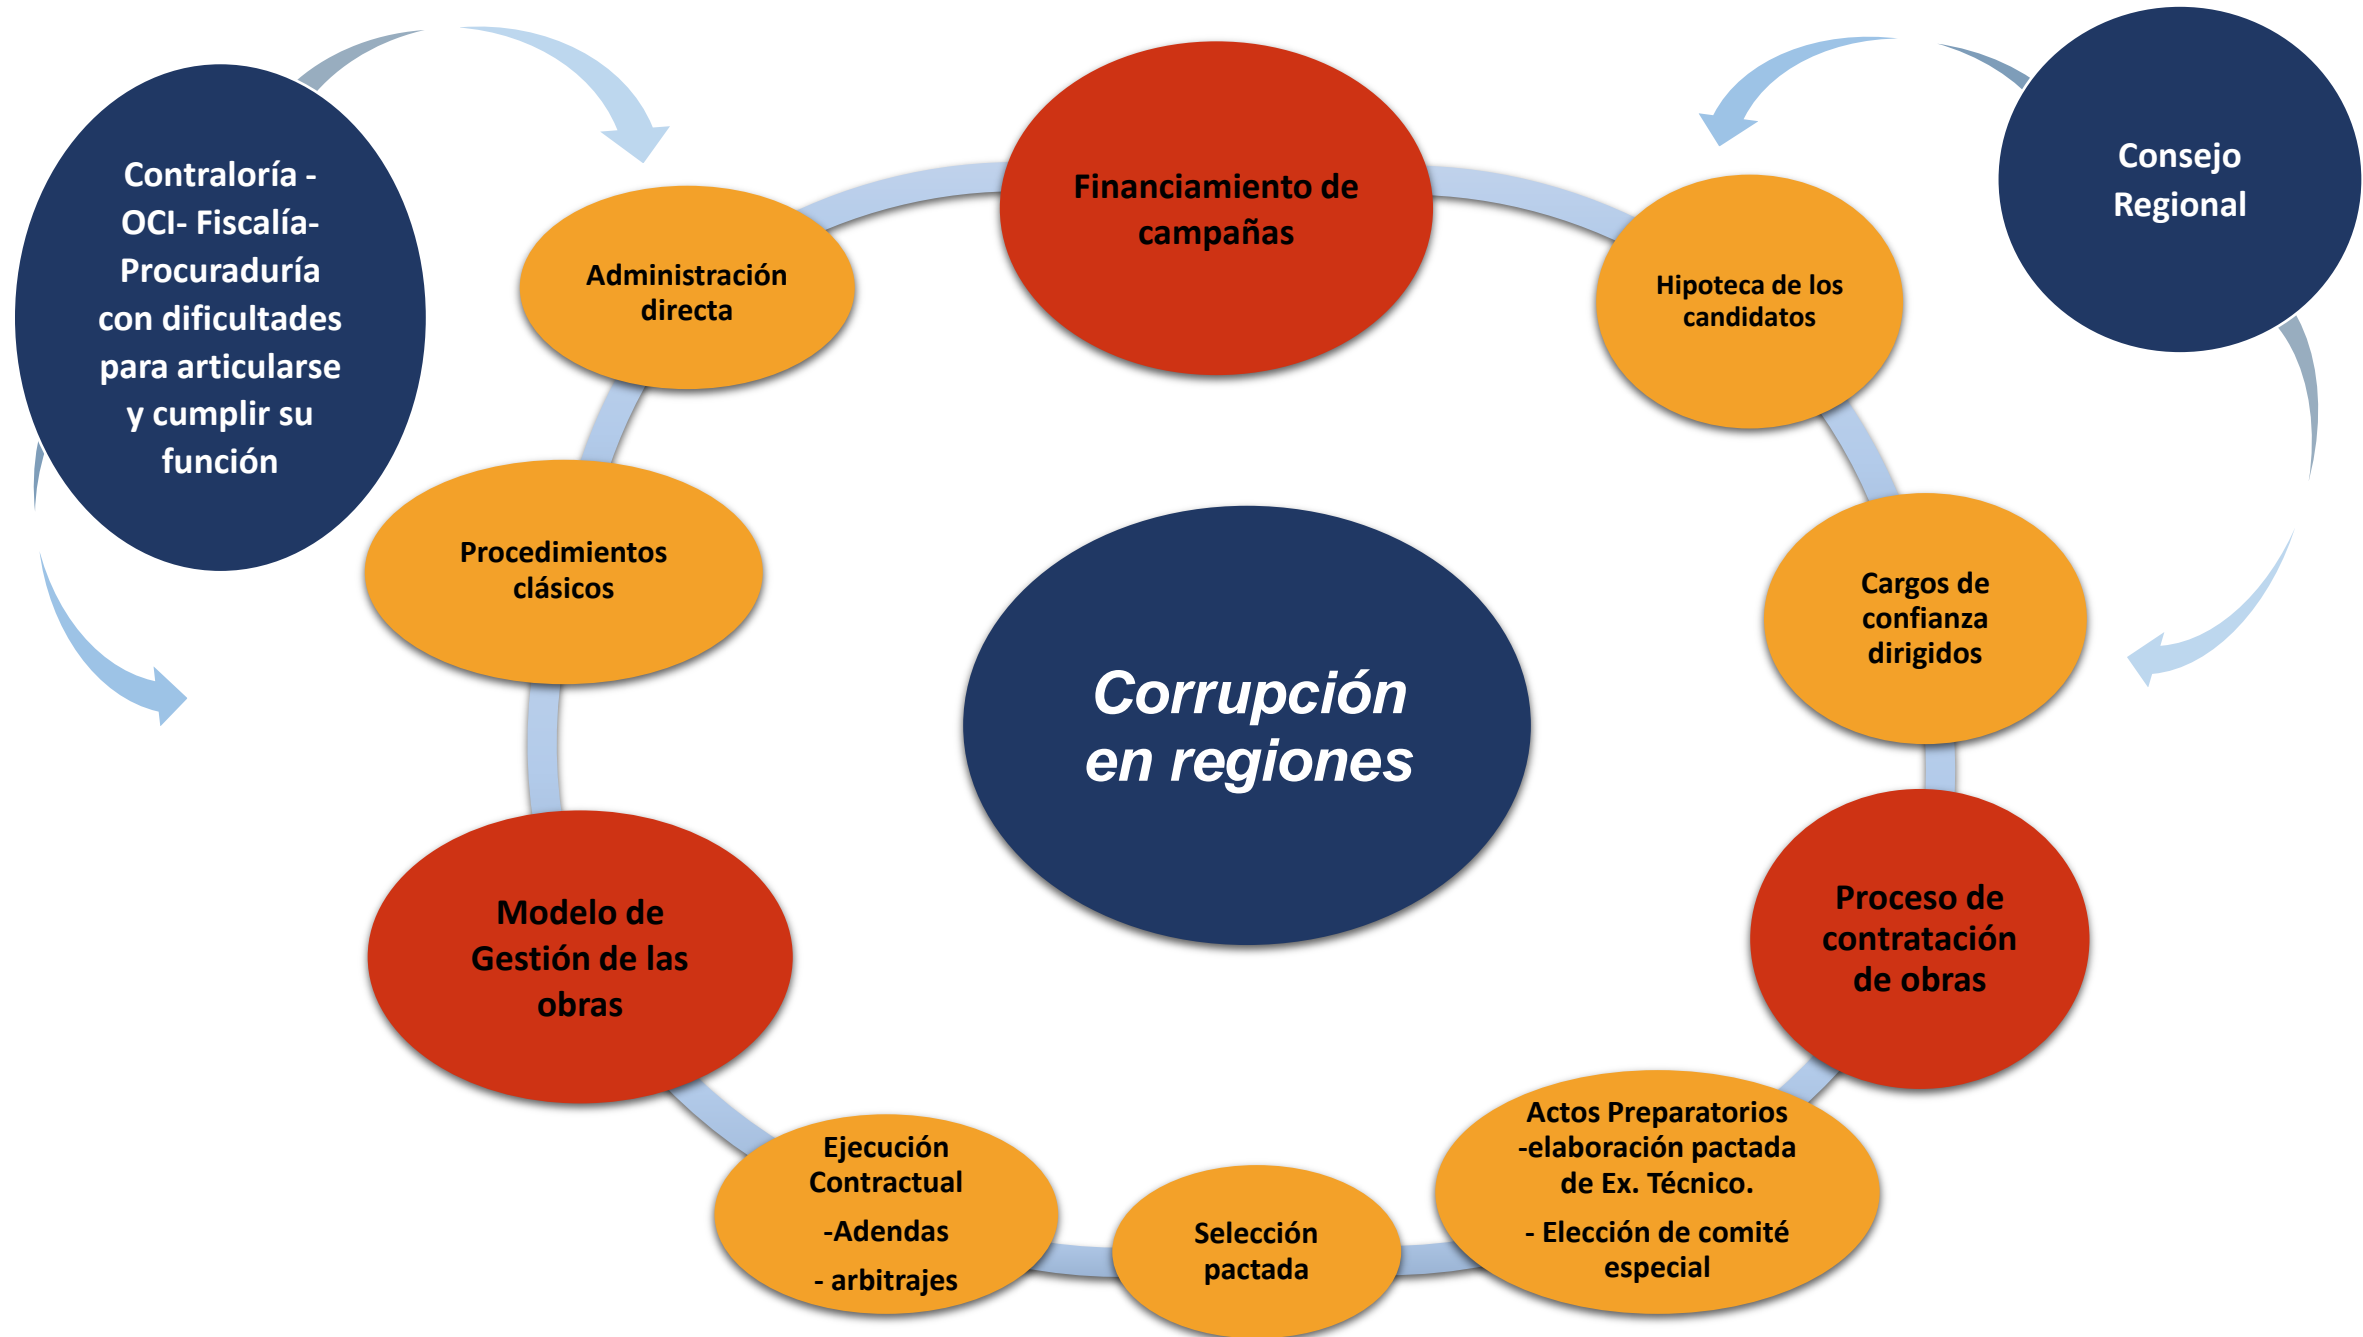 Contraloría -
OCI- Fiscalía-
Procuraduría
con dificultades
para articularse
y cumplir su
función
Financiamiento de
campañas
Consejo
Regional
Administración
directa
Hipoteca de los
candidatos
Procedimientos
clásicos
Cargos de
confianza
dirigidos
Corrupción
en regiones
Modelo de
Gestión de las
obras
Proceso de
contratación
de obras
Ejecución
Contractual
-Adendas
- arbitrajes
Selección
pactada
Actos Preparatorios
-elaboración pactada
de Ex. Técnico.
- Elección de comité
especial